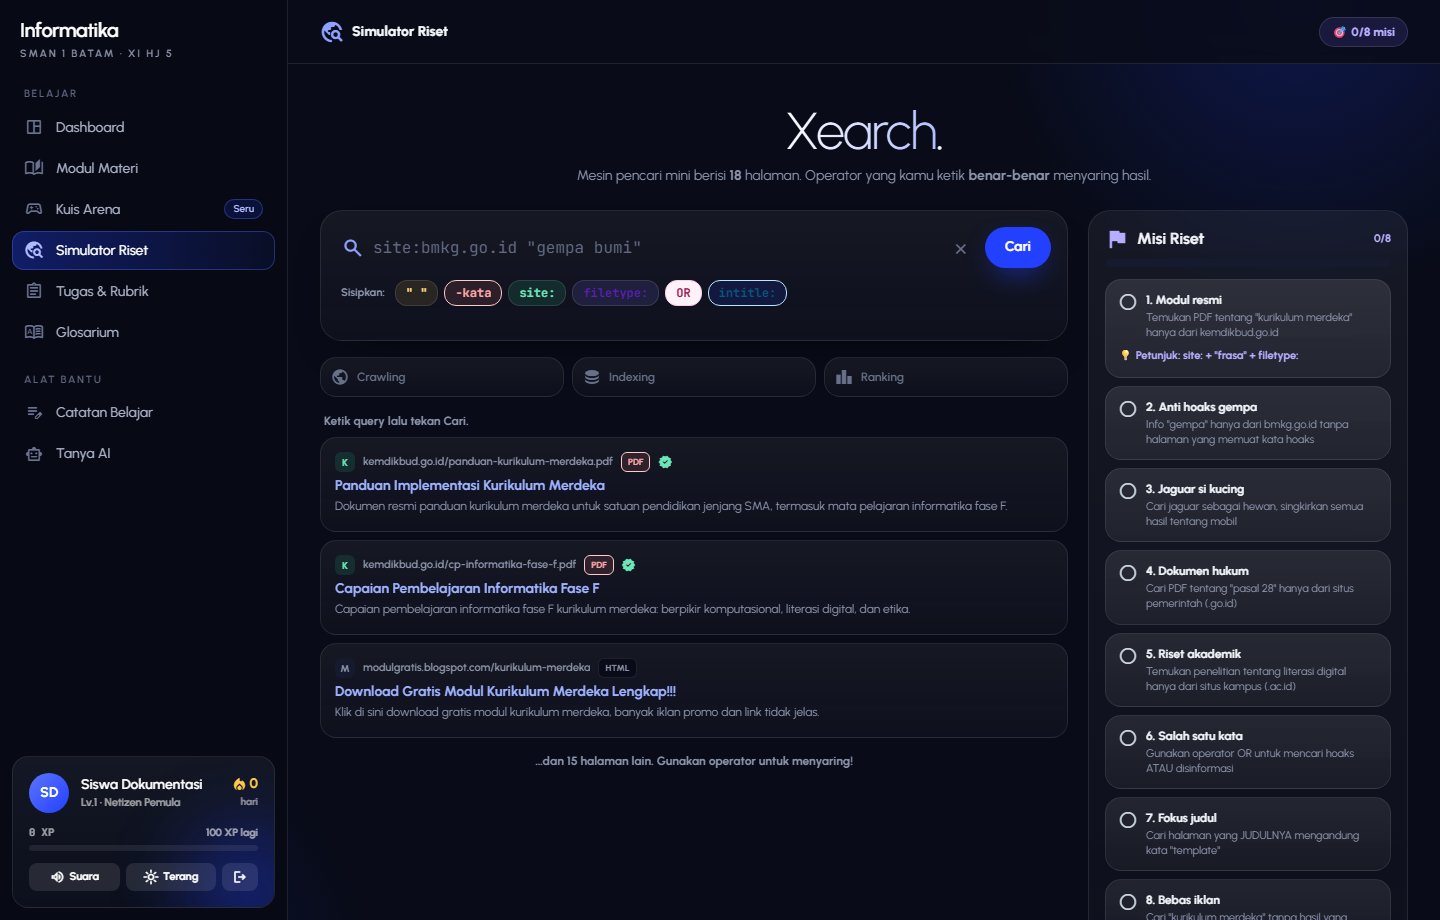 Informatika
SMAN 1 BATAM · XI HJ 5
BELAJAR
Dashboard
Modul Materi
Kuis Arena
Seru
Simulator Riset
Tugas & Rubrik
Glosarium
ALAT BANTU
Catatan Belajar
Tanya AI
SD
Siswa Dokumentasi
Lv.1 · Netizen Pemula
0
hari
0 XP
100 XP lagi
Suara
Terang
Simulator Riset
0/8 misi
Xearch.
Mesin pencari mini berisi 18 halaman. Operator yang kamu ketik benar-benar menyaring hasil.
site:bmkg.go.id "gempa bumi"
Cari
Sisipkan:
" "
-kata
site:
filetype:
OR
intitle:
Crawling
Indexing
Ranking
Ketik query lalu tekan Cari.
K
kemdikbud.go.id/panduan-kurikulum-merdeka.pdf
PDF
Panduan Implementasi Kurikulum Merdeka
Dokumen resmi panduan kurikulum merdeka untuk satuan pendidikan jenjang SMA, termasuk mata pelajaran informatika fase F.
K
kemdikbud.go.id/cp-informatika-fase-f.pdf
PDF
Capaian Pembelajaran Informatika Fase F
Capaian pembelajaran informatika fase F kurikulum merdeka: berpikir komputasional, literasi digital, dan etika.
M
modulgratis.blogspot.com/kurikulum-merdeka
HTML
Download Gratis Modul Kurikulum Merdeka Lengkap!!!
Klik di sini download gratis modul kurikulum merdeka, banyak iklan promo dan link tidak jelas.
...dan 15 halaman lain. Gunakan operator untuk menyaring!
Misi Riset
0/8
1. Modul resmi
Temukan PDF tentang "kurikulum merdeka"
hanya dari kemdikbud.go.id
Petunjuk: site: + "frasa" + filetype:
2. Anti hoaks gempa
Info "gempa" hanya dari bmkg.go.id tanpa
halaman yang memuat kata hoaks
3. Jaguar si kucing
Cari jaguar sebagai hewan, singkirkan semua
hasil tentang mobil
4. Dokumen hukum
Cari PDF tentang "pasal 28" hanya dari situs
pemerintah (.go.id)
5. Riset akademik
Temukan penelitian tentang literasi digital
hanya dari situs kampus (.ac.id)
6. Salah satu kata
Gunakan operator OR untuk mencari hoaks
ATAU disinformasi
7. Fokus judul
Cari halaman yang JUDULNYA mengandung
kata "template"
8. Bebas iklan
Cari "kurikulum merdeka" tanpa hasil yang